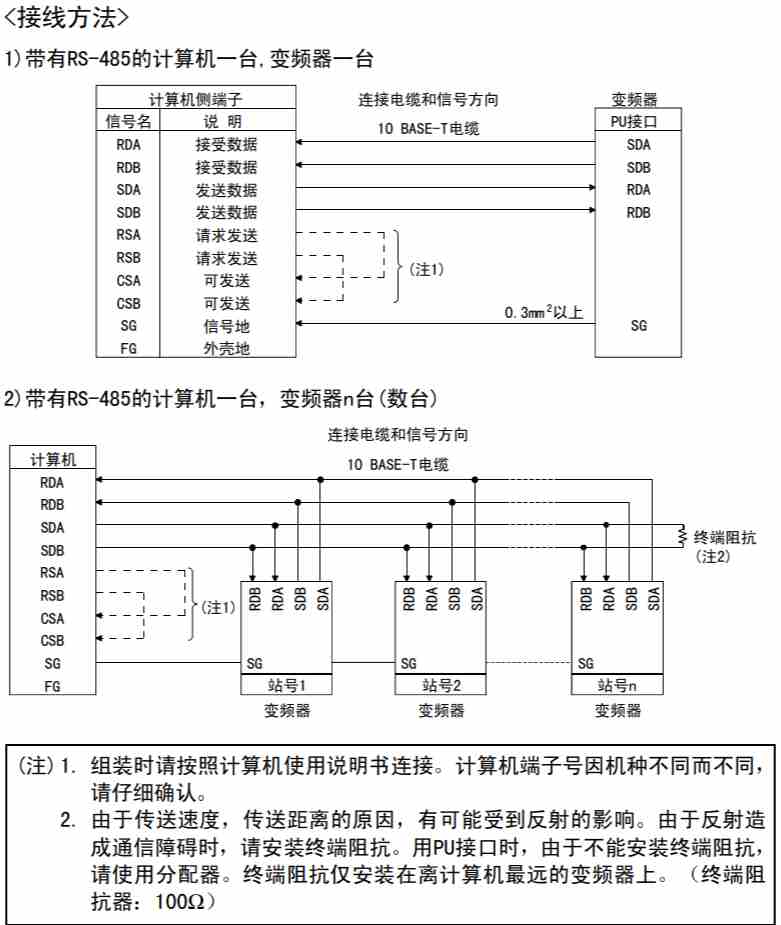 <接线方法>
1)带有RS-485的计算机一台,变频器一台
计算机侧端子 连接电缆和信号方向 变频器
信号名 说 明 10 BASE-T电缆 PU接口
RDA 接受数据 SDA
RDB 接受数据 SDB
SDA 发送数据 RDA
SDB 发送数据 RDB
RSA 请求发送
RSB 请求发送
(注1)
CSA 可发送
CSB 可发送
0.3mm²以上
SG 信号地 SG
FG 外壳地
2)带有RS-485的计算机一台，变频器n台(数台)
连接电缆和信号方向
计算机 10 BASE-T电缆
RDA
RDB
SDA
终端阻抗
SDB
(注2)
RSA
RSB
(注1)
CSA
CSB
RDB RDA SDB SDA RDB RDA SDB SDA RDB RDA SDB SDA
SG SG SG SG
FG 站号1 站号2 站号n
变频器 变频器 变频器
(注)1. 组装时请按照计算机使用说明书连接。计算机端子号因机种不同而不同，
请仔细确认。
2. 由于传送速度，传送距离的原因，有可能受到反射的影响。由于反射造
成通信障碍时，请安装终端阻抗。用PU接口时，由于不能安装终端阻抗，
请使用分配器。终端阻抗仅安装在离计算机最远的变频器上。（终端阻
抗器：100Ω）